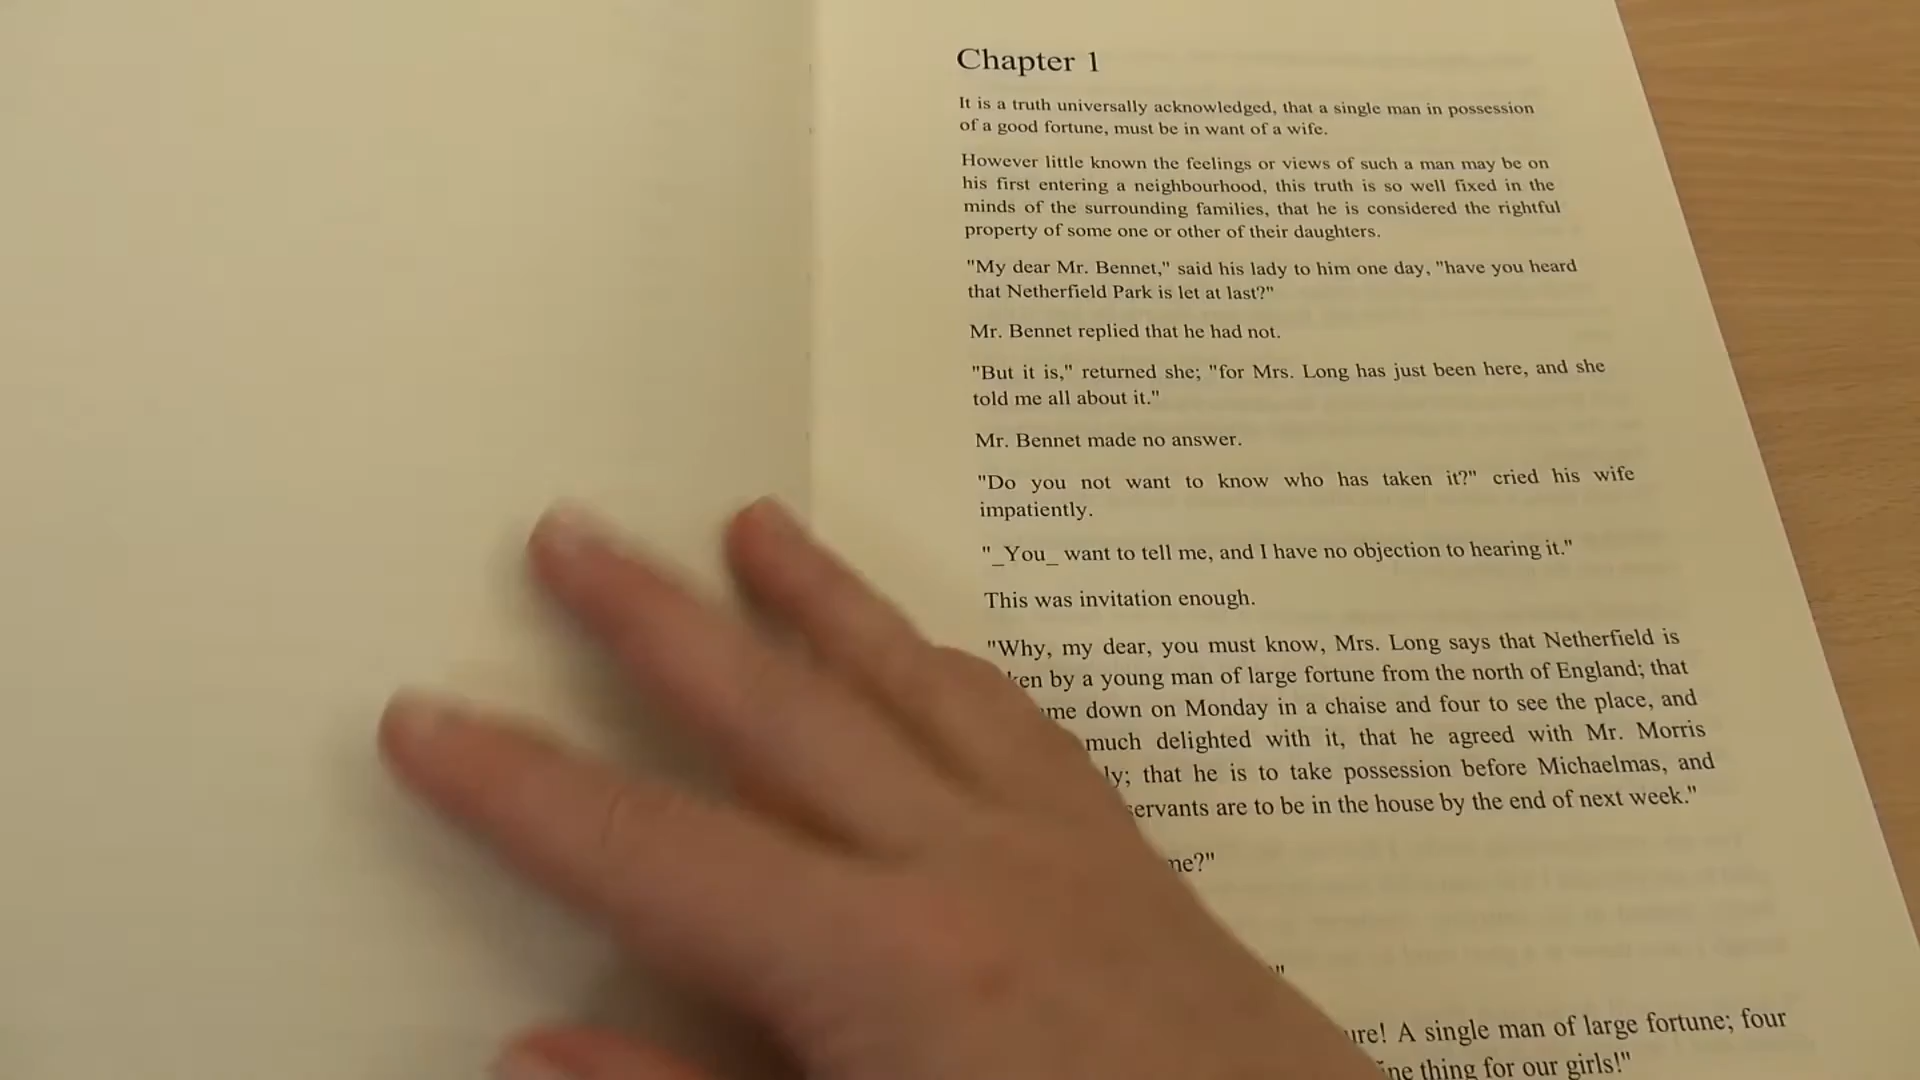 Chapter 1
It is a truth universally acknowledged, that a single man in possession
of a good fortune, must be in want of a wife.
However little known the feelings or views of such a man may be on
his first entering a neighbourhood, this truth is so well fixed in the
minds of the surrounding families, that he is considered the rightful
property of some one or other of their daughters.
"My dear Mr. Bennet," said his lady to him one day, "have you heard
that Netherfield Park is let at last?"
Mr. Bennet replied that he had not.
"But it is," returned she; "for Mrs. Long has just been here, and she
told me all about it."
Mr. Bennet made no answer.
"Do you not want to know who has taken it?" cried his wife
impatiently.
"_You_ want to tell me, and I have no objection to hearing it."
This was invitation enough.
"Why, my dear, you must know, Mrs. Long says that Netherfield is
by a young man of large fortune from the north of England; that
down on Monday in a chaise and four to see the place, and
much delighted with it, that he agreed with Mr. Morris
that he is to take possession before Michaelmas, and
servants are to be in the house by the end of next week."
A single man of large fortune; four
thing for our girls!"